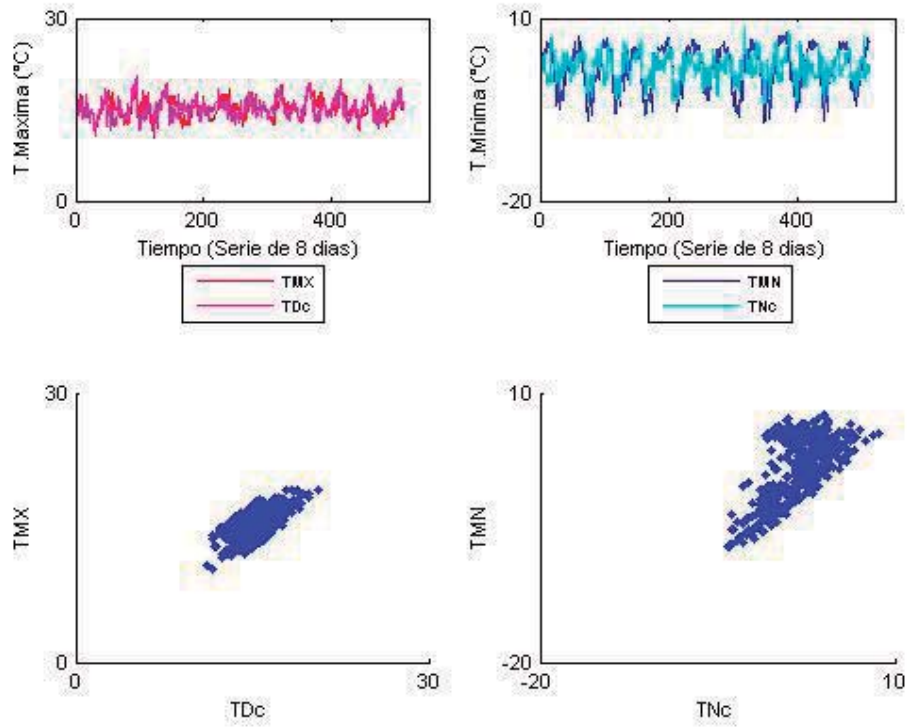 30
T.Maxima (°C)
0
0
200
400
Tiempo (Serie de 8 dias)
TMX
TDc
10
T.Minima (°C)
-20
0
200
400
Tiempo (Serie de 8 dias)
TMN
TNc
30
TMX
0
0
30
TDc
10
TMN
-20
-20
10
TNc